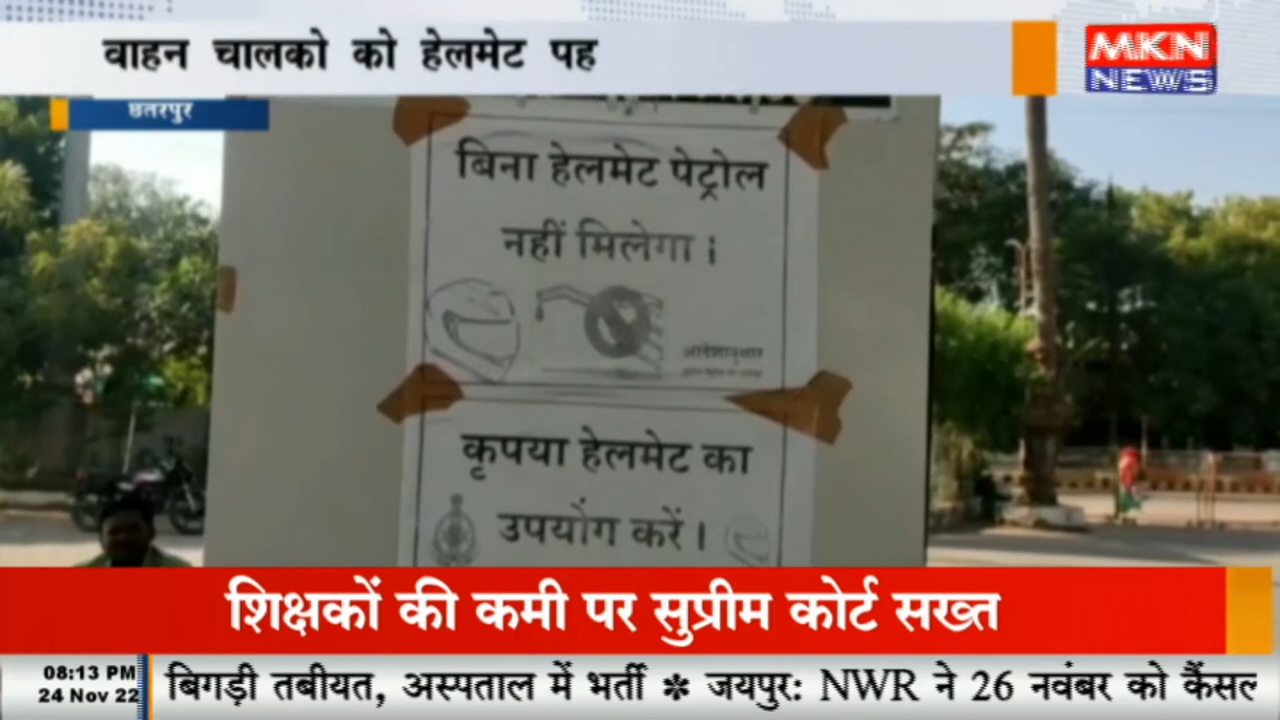 वाहन चालको को हेलमेट पह
MKN
NEWS
छतरपुर
बिना हेलमेट पेट्रोल
नहीं मिलेगा।
आदेशानुसार
कृपया हेलमेट का
उपयोग करें।
शिक्षकों की कमी पर सुप्रीम कोर्ट सख्त
08:13 PM
24 Nov 22
बिगड़ी तबीयत, अस्पताल में भर्ती * जयपुर: NWR ने 26 नवंबर को कैंसल